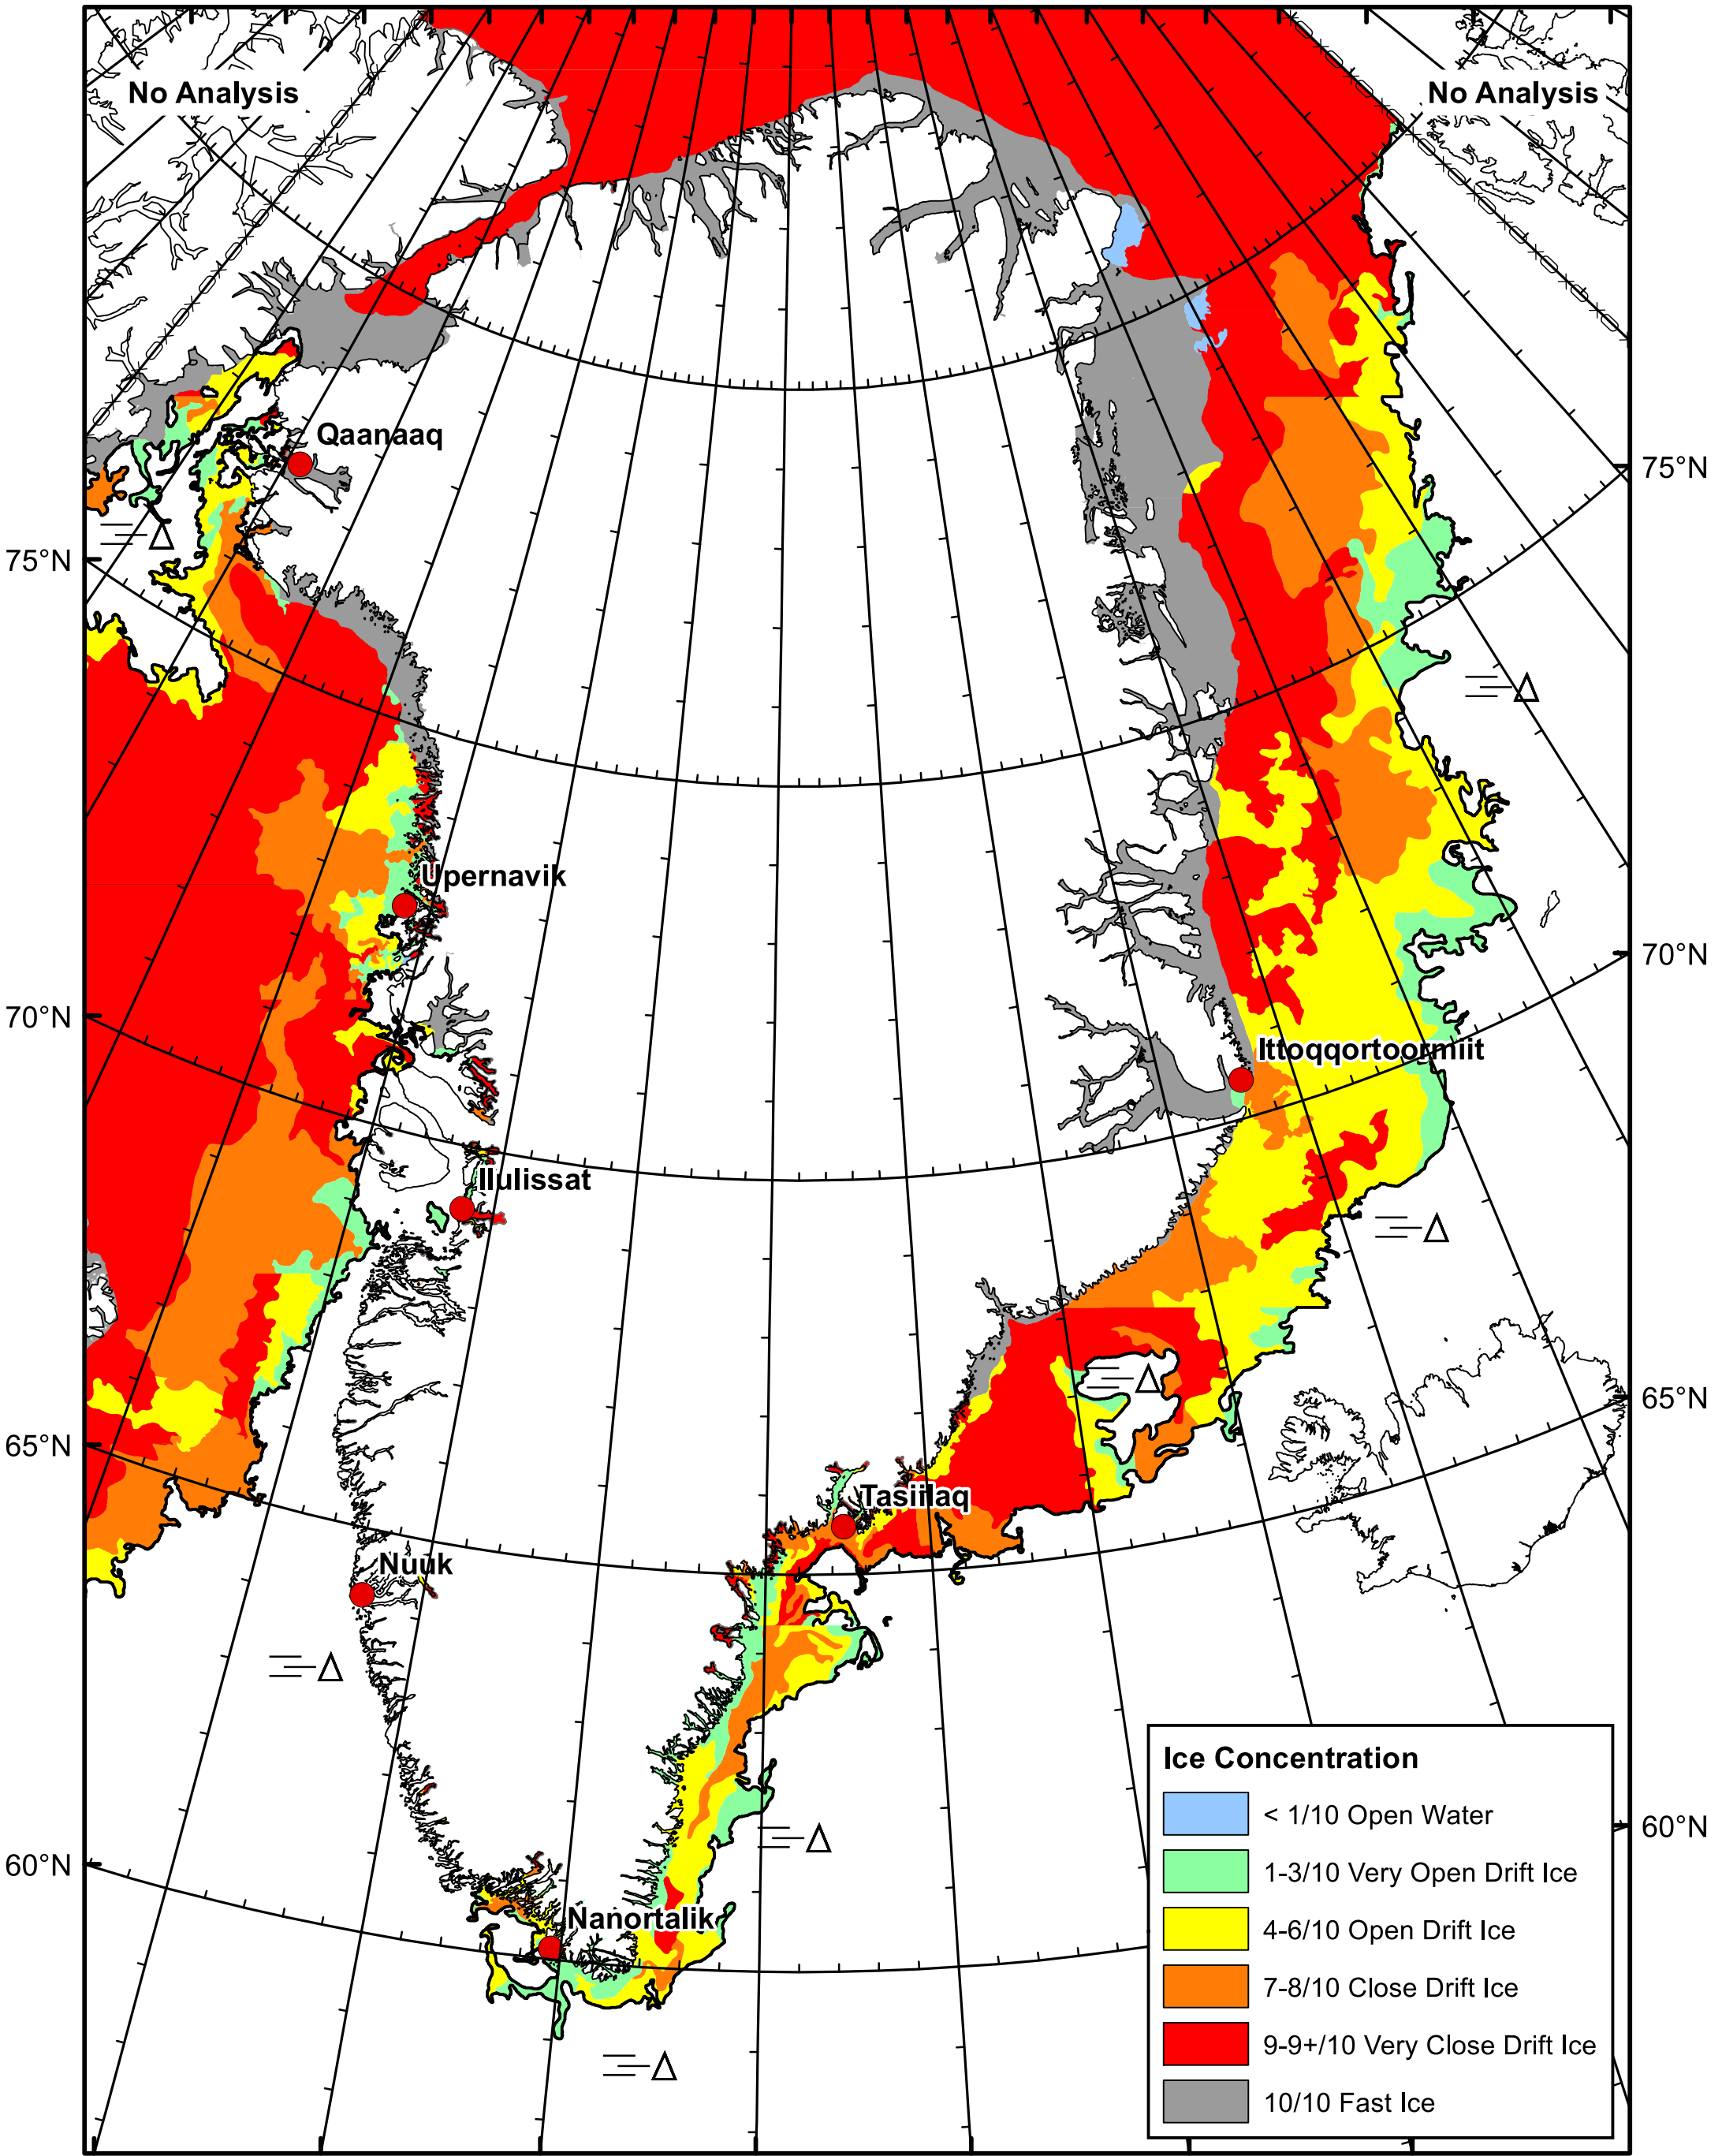 No Analysis
No Analysis
Qaanaaq
75°N
75°N
Upernavik
70°N
70°N
Ittoqqortoormiit
Ilulissat
65°N
65°N
Tasiilaq
Nuuk
Ice Concentration
< 1/10 Open Water
60°N
60°N
1-3/10 Very Open Drift Ice
Nanortalik
4-6/10 Open Drift Ice
7-8/10 Close Drift Ice
9-9+/10 Very Close Drift Ice
10/10 Fast Ice